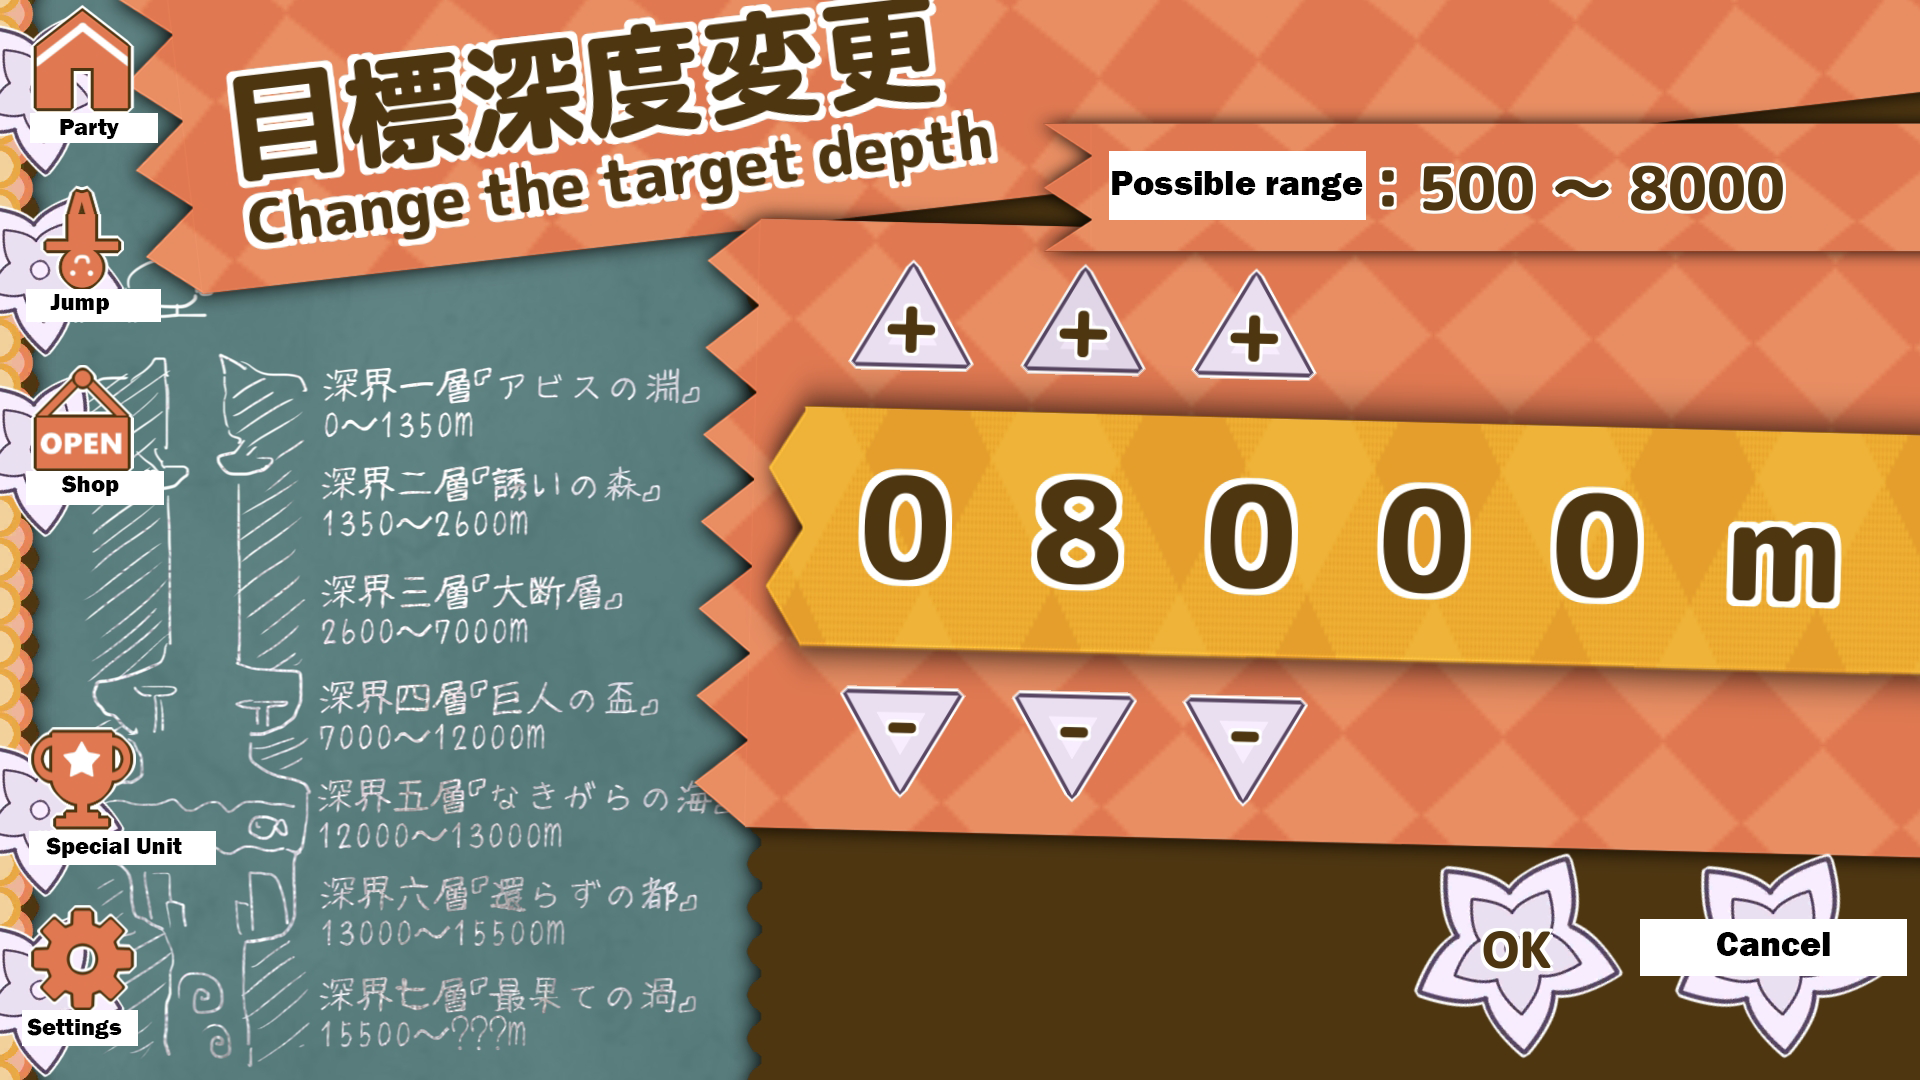 目標深度変更
Change the target depth
Possible range : 500 ～ 8000
Party
Jump
OPEN
Shop
Special Unit
Settings
深界一層『アビスの淵』
0～1350m
深界二層『誘いの森』
1350～2600m
深界三層『大断層』
2600～7000m
深界四層『巨人の盃』
7000～12000m
深界五層『なきがらの海』
12000～13000m
深界六層『還らずの都』
13000～15500m
深界七層『最果ての渦』
15500～???m
+ + +
0 8 0 0 0 m
- - -
OK
Cancel